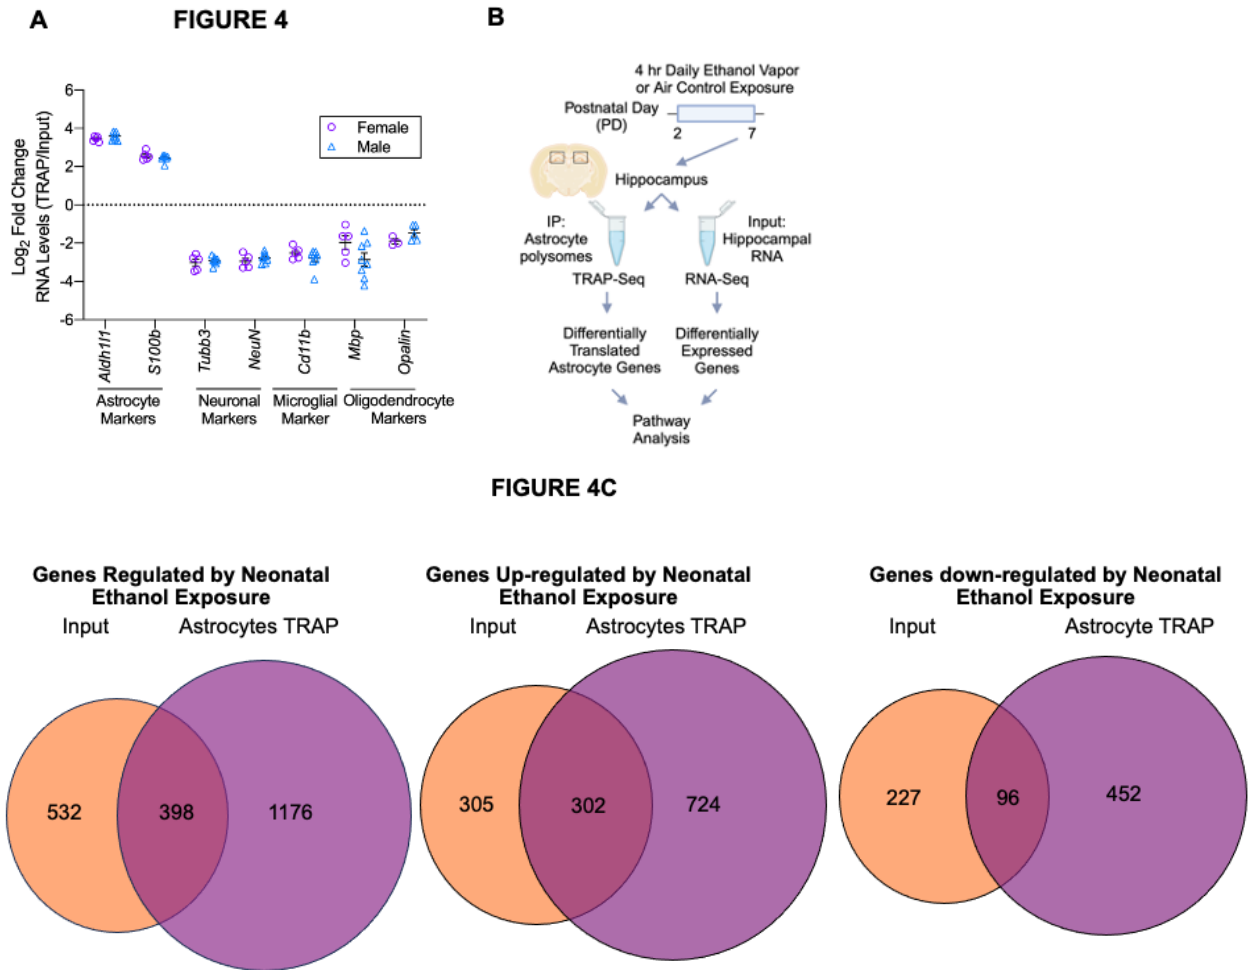 A
FIGURE 4
B
Log2 Fold Change
RNA Levels (TRAP/Input)
6
4
2
0
-2
-4
-6
Female
Male
Aldh1l1
S100b
Tubb3
NeuN
Cd11b
Mbp
Opalin
Astrocyte
Markers
Neuronal
Markers
Microglial
Marker
Oligodendrocyte
Markers
4 hr Daily Ethanol Vapor
or Air Control Exposure
Postnatal Day
(PD)
2
7
Hippocampus
IP:
Astrocyte
polysomes
Input:
Hippocampal
RNA
TRAP-Seq
RNA-Seq
Differentially
Translated
Astrocyte Genes
Differentially
Expressed
Genes
Pathway
Analysis
FIGURE 4C
Genes Regulated by Neonatal
Ethanol Exposure
Input
Astrocytes TRAP
532
398
1176
Genes Up-regulated by Neonatal
Ethanol Exposure
Input
Astrocytes TRAP
305
302
724
Genes down-regulated by Neonatal
Ethanol Exposure
Input
Astrocyte TRAP
227
96
452